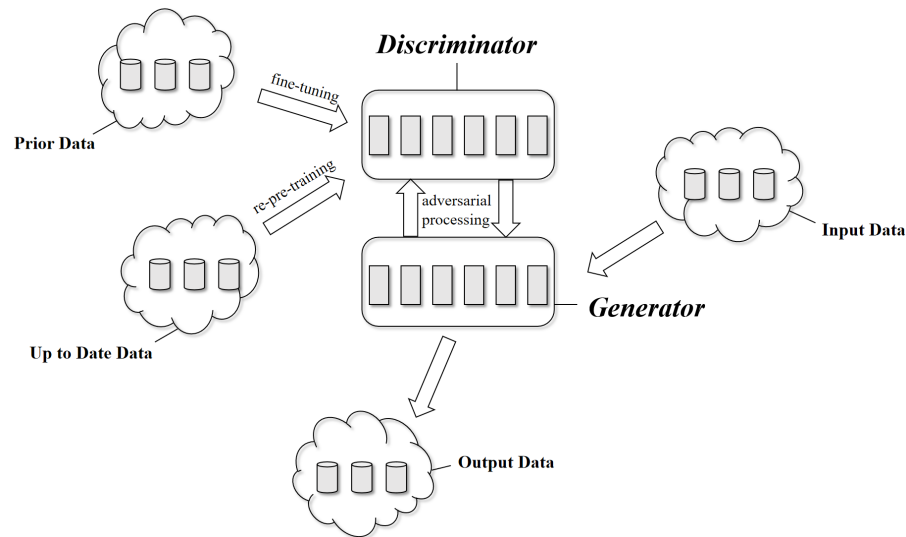 Discriminator
fine-tuning
Prior Data
re-pre-training
adversarial
processing
Input Data
Generator
Up to Date Data
Output Data